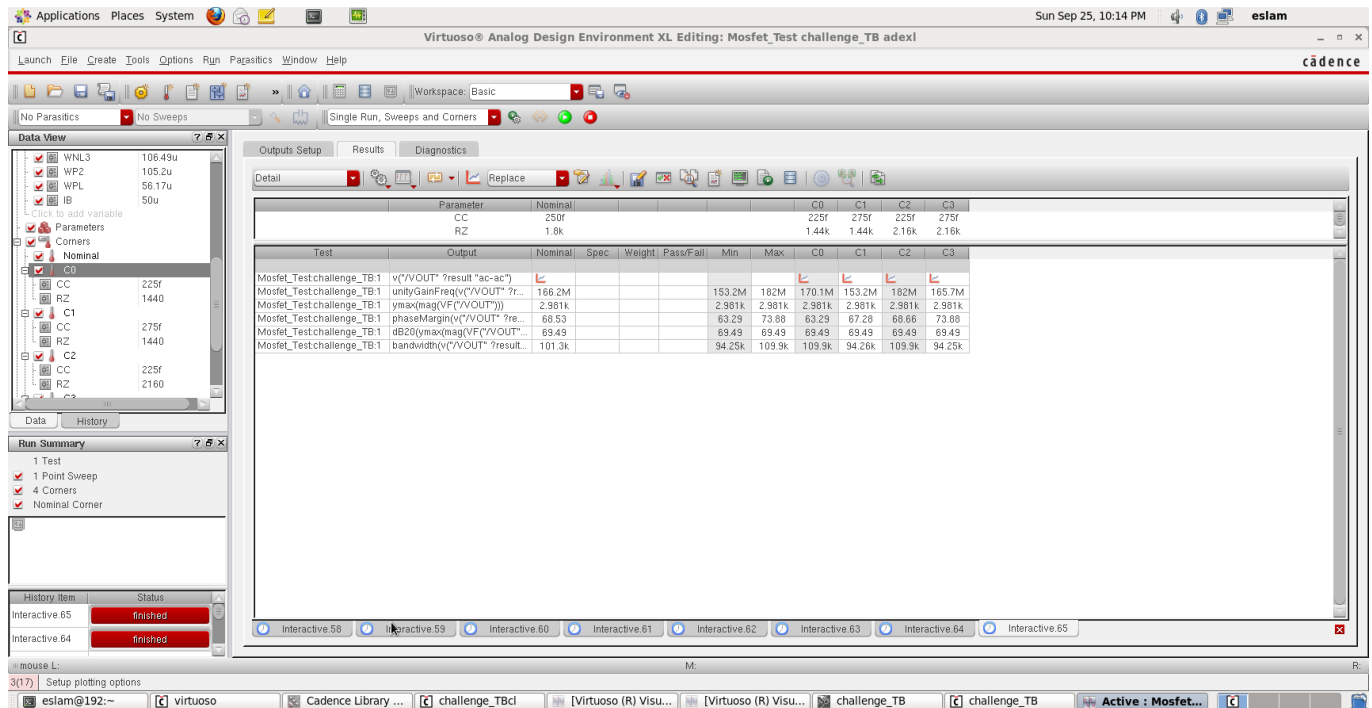 Applications Places System Sun Sep 25, 10:14 PM eslam
Virtuoso® Analog Design Environment XL Editing: Mosfet_Test challenge_TB adexl
Launch File Create Tools Options Run Parasitics Window Help cādence
» Workspace: Basic
No Parasitics No Sweeps Single Run, Sweeps and Corners
Data View
WNL3 106.49u
WP2 105.2u
WPL 56.17u
IB 50u
Click to add variable
Parameters
Corners
Nominal
C0
CC 225f
RZ 1440
C1
CC 275f
RZ 1440
C2
CC 225f
RZ 2160
C3
Data History
Run Summary
1 Test
1 Point Sweep
4 Corners
Nominal Corner
History Item Status
Interactive.65 finished
Interactive.64 finished
Outputs Setup Results Diagnostics
Detail Replace
Parameter Nominal C0 C1 C2 C3
CC 250f 225f 275f 225f 275f
RZ 1.8k 1.44k 1.44k 2.16k 2.16k
Test Output Nominal Spec Weight Pass/Fail Min Max C0 C1 C2 C3
Mosfet_Test:challenge_TB:1 v("/VOUT" ?result "ac-ac")
Mosfet_Test:challenge_TB:1 unityGainFreq(v("/VOUT" ?r... 166.2M 153.2M 182M 170.1M 153.2M 182M 165.7M
Mosfet_Test:challenge_TB:1 ymax(mag(VF("/VOUT"))) 2.981k 2.981k 2.981k 2.981k 2.981k 2.981k 2.981k
Mosfet_Test:challenge_TB:1 phaseMargin(v("/VOUT" ?re... 68.53 63.29 73.88 63.29 67.28 68.66 73.88
Mosfet_Test:challenge_TB:1 dB20(ymax(mag(VF("/VOUT"... 69.49 69.49 69.49 69.49 69.49 69.49 69.49
Mosfet_Test:challenge_TB:1 bandwidth(v("/VOUT" ?result... 101.3k 94.25k 109.9k 109.9k 94.26k 109.9k 94.25k
Interactive.58 Interactive.59 Interactive.60 Interactive.61 Interactive.62 Interactive.63 Interactive.64 Interactive.65
mouse L: M: R:
3(17) Setup plotting options
eslam@192:~ virtuoso Cadence Library ... challenge_TBcl [Virtuoso (R) Visu... [Virtuoso (R) Visu... challenge_TB challenge_TB Active : Mosfet...